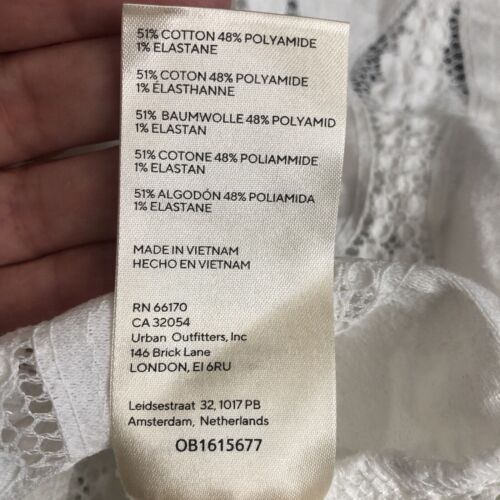 51% COTTON 48% POLYAMIDE
1% ELASTANE
51% COTON 48% POLYAMIDE
1% ÉLASTHANNE
51% BAUMWOLLE 48% POLYAMID
1% ELASTAN
51% COTONE 48% POLIAMMIDE
1% ELASTAN
51% ALGODÓN 48% POLIAMIDA
1% ELASTANE
MADE IN VIETNAM
HECHO EN VIETNAM
RN 66170
CA 32054
Urban Outfitters, Inc
146 Brick Lane
LONDON, E1 6RU
Leidsestraat 32, 1017 PB
Amsterdam, Netherlands
OB1615677